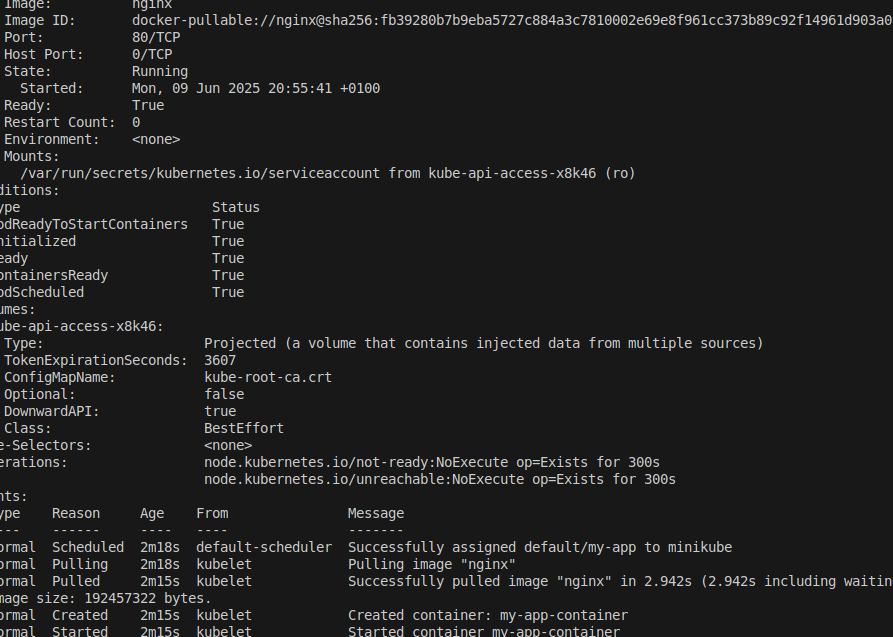 Image: nginx
Image ID: docker-pullable://nginx@sha256:fb39280b7b9eba5727c884a3c7810002e69e8f961cc373b89c92f14961d903a0
Port: 80/TCP
Host Port: 0/TCP
State: Running
Started: Mon, 09 Jun 2025 20:55:41 +0100
Ready: True
Restart Count: 0
Environment: <none>
Mounts:
/var/run/secrets/kubernetes.io/serviceaccount from kube-api-access-x8k46 (ro)
ditions:
ype Status
odReadyToStartContainers True
nitialized True
eady True
ontainersReady True
odScheduled True
umes:
ube-api-access-x8k46:
Type: Projected (a volume that contains injected data from multiple sources)
TokenExpirationSeconds: 3607
ConfigMapName: kube-root-ca.crt
Optional: false
DownwardAPI: true
Class: BestEffort
e-Selectors: <none>
erations: node.kubernetes.io/not-ready:NoExecute op=Exists for 300s
node.kubernetes.io/unreachable:NoExecute op=Exists for 300s
nts:
ype Reason Age From Message
--- ------ ---- ---- -------
ormal Scheduled 2m18s default-scheduler Successfully assigned default/my-app to minikube
ormal Pulling 2m18s kubelet Pulling image "nginx"
ormal Pulled 2m15s kubelet Successfully pulled image "nginx" in 2.942s (2.942s including waitin
mage size: 192457322 bytes.
ormal Created 2m15s kubelet Created container: my-app-container
ormal Started 2m15s kubelet Started container my-app-container